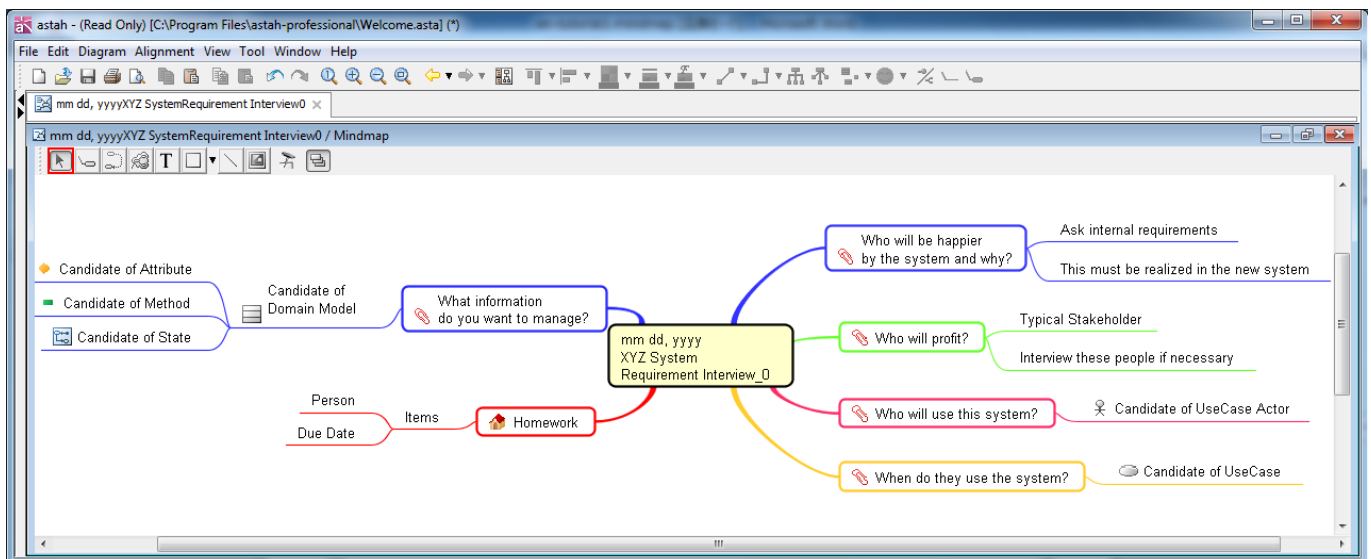 astah - (Read Only) [C:\Program Files\astah-professional\Welcome.asta] (*)
File Edit Diagram Alignment View Tool Window Help
mm dd, yyyyXYZ SystemRequirement Interview0
mm dd, yyyyXYZ SystemRequirement Interview0 / Mindmap
T
Candidate of Attribute
Candidate of Method
Candidate of State
Candidate of
Domain Model
What information
do you want to manage?
Person
Due Date
Items
Homework
mm dd, yyyy
XYZ System
Requirement Interview_0
Who will be happier
by the system and why?
Ask internal requirements
This must be realized in the new system
Who will profit?
Typical Stakeholder
Interview these people if necessary
Who will use this system?
Candidate of UseCase Actor
When do they use the system?
Candidate of UseCase